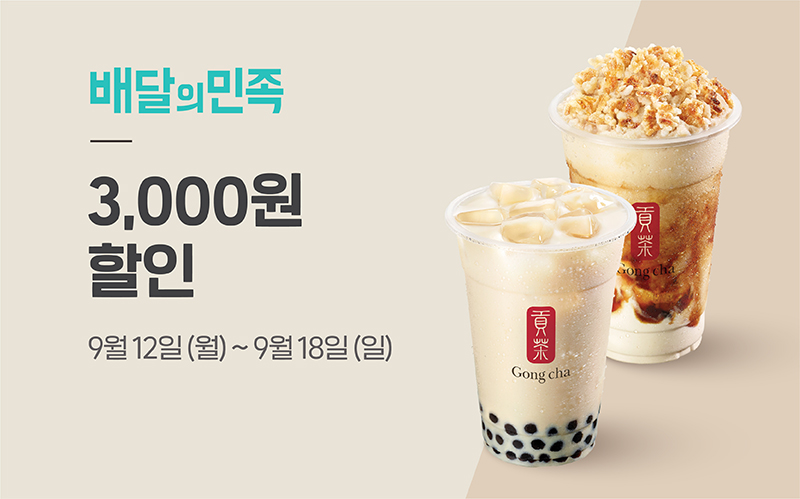 배달의민족
3,000원
할인
9월 12일 (월) ~ 9월 18일 (일)
貢茶
Gong cha
貢茶
Gong cha